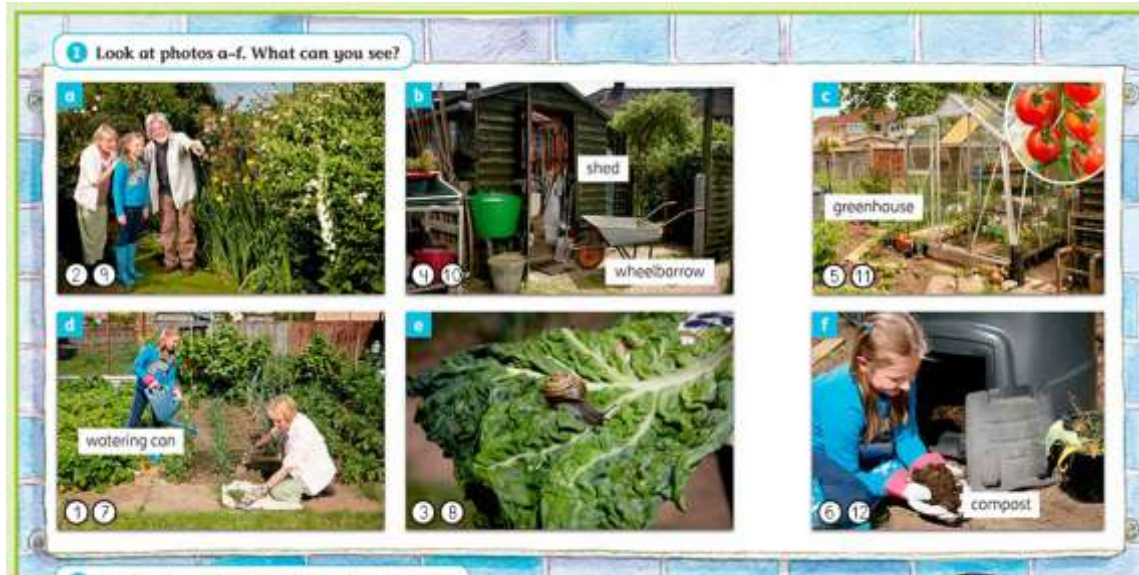 1 Look at photos a–f. What can you see?
a
2 9
b
shed
wheelbarrow
4 10
c
greenhouse
5 11
d
watering can
1 7
e
3 8
f
compost
6 12